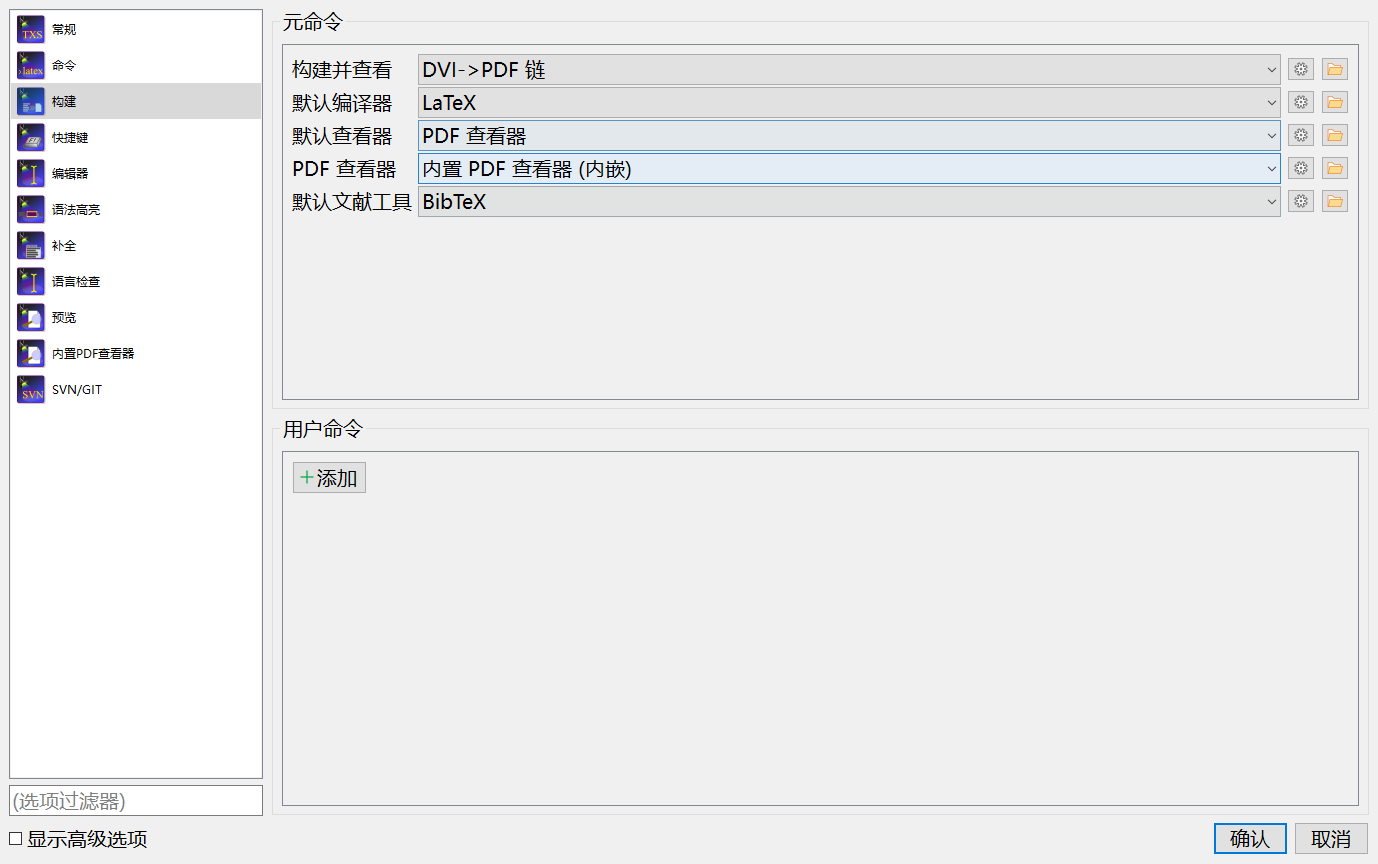 常规
命令
构建
快捷键
编辑器
语法高亮
补全
语言检查
预览
内置PDF查看器
SVN/GIT
(选项过滤器)
显示高级选项
元命令
构建并查看 DVI->PDF 链
默认编译器 LaTeX
默认查看器 PDF 查看器
PDF 查看器 内置 PDF 查看器 (内嵌)
默认文献工具 BibTeX
用户命令
添加
确认 取消